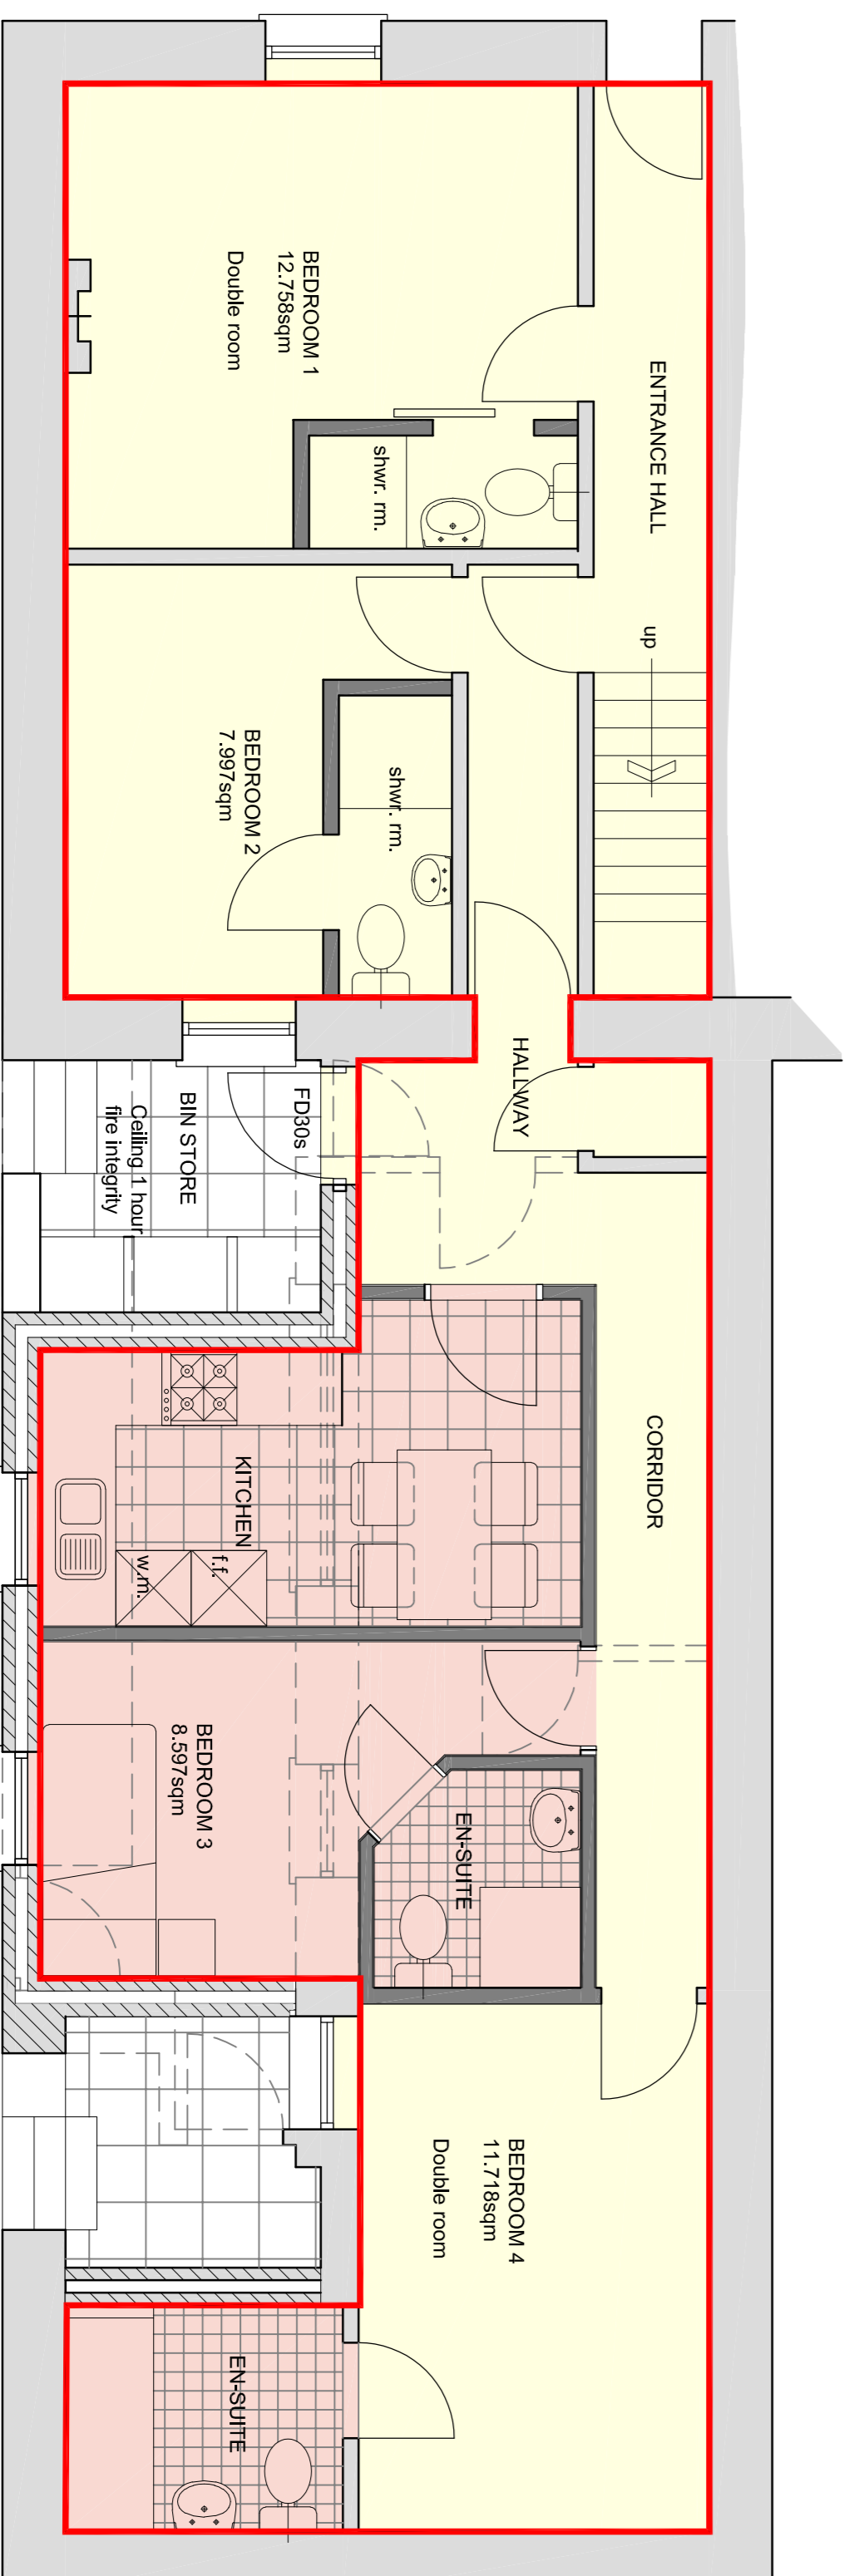 BEDROOM 1
12.758sqm
Double room
ENTRANCE HALL
shwr. rm.
up
BEDROOM 2
7.997sqm
shwr. rm.
HALLWAY
FD30s
BIN STORE
Ceiling 1 hour
fire integrity
CORRIDOR
KITCHEN
f.f.
w.m.
BEDROOM 3
8.597sqm
EN-SUITE
BEDROOM 4
11.718sqm
Double room
EN-SUITE